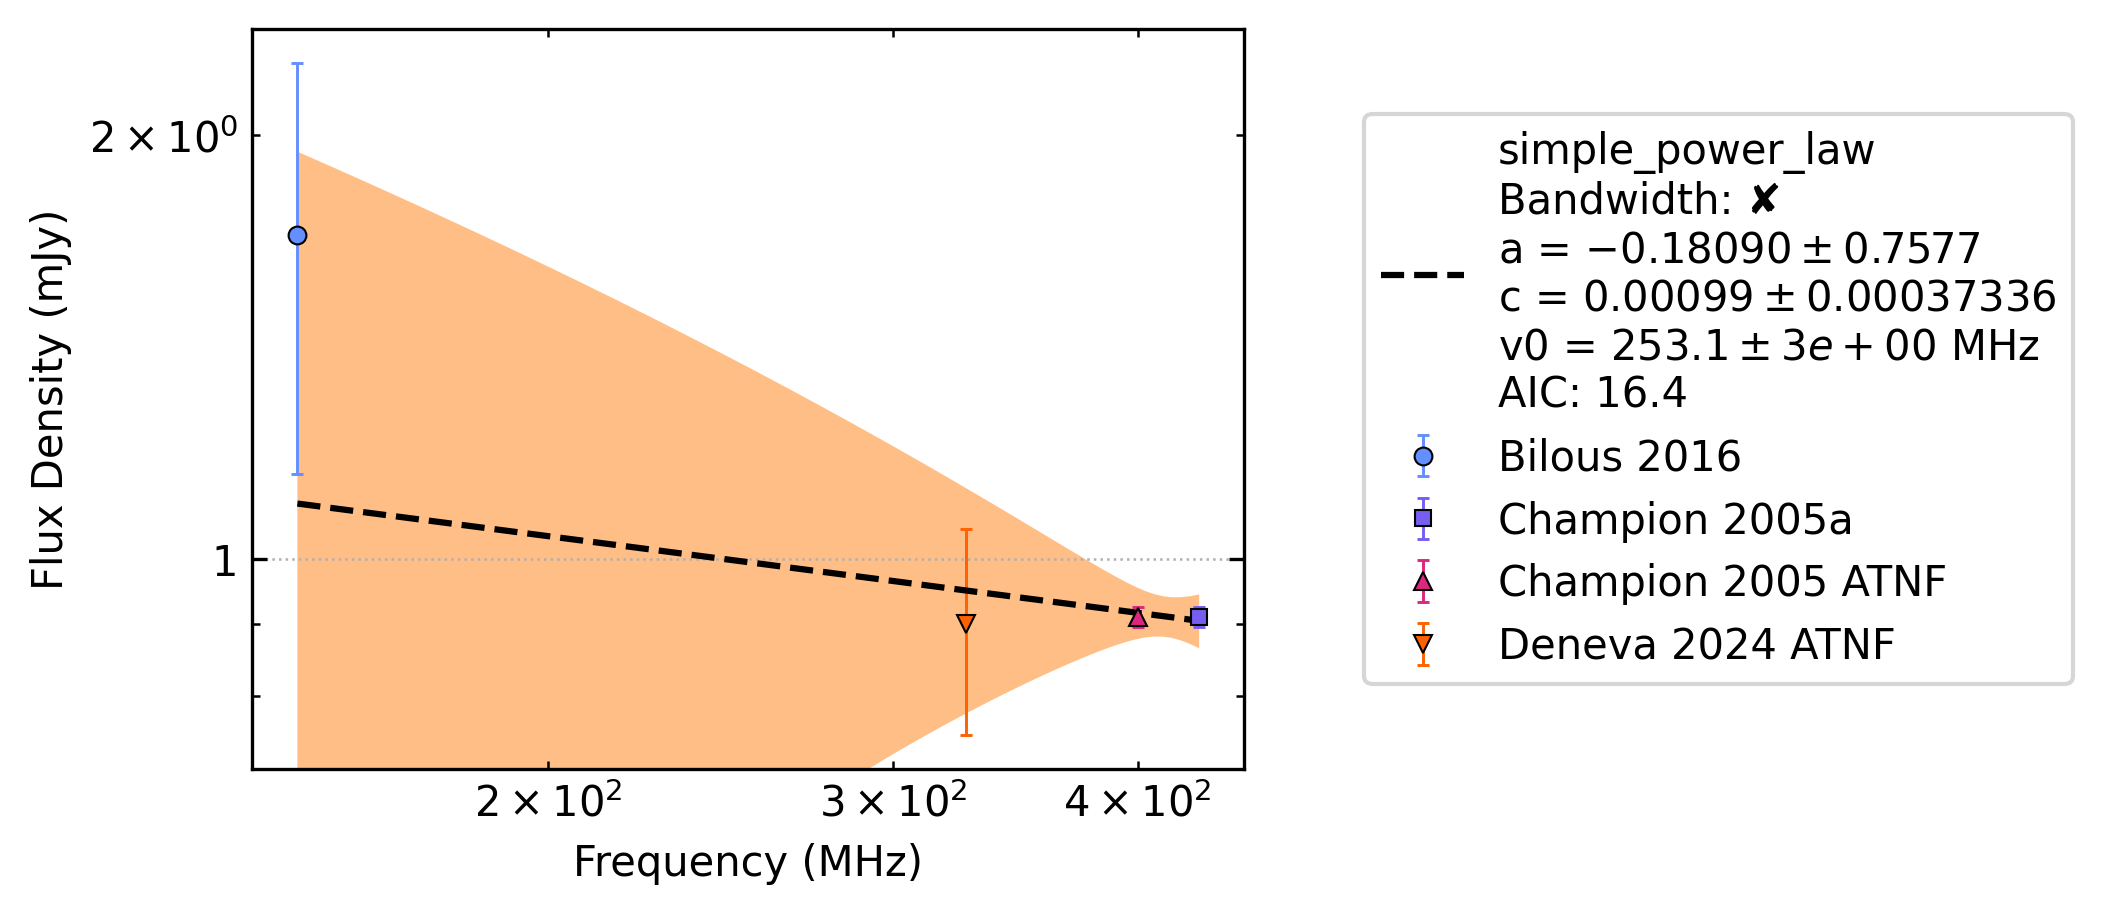 2 × 10⁰
1
Flux Density (mJy)
2 × 10² 3 × 10² 4 × 10²
Frequency (MHz)
simple_power_law
Bandwidth: ✘
a = −0.18090 ± 0.7577
c = 0.00099 ± 0.00037336
v0 = 253.1 ± 3e + 00 MHz
AIC: 16.4
Bilous 2016
Champion 2005a
Champion 2005 ATNF
Deneva 2024 ATNF